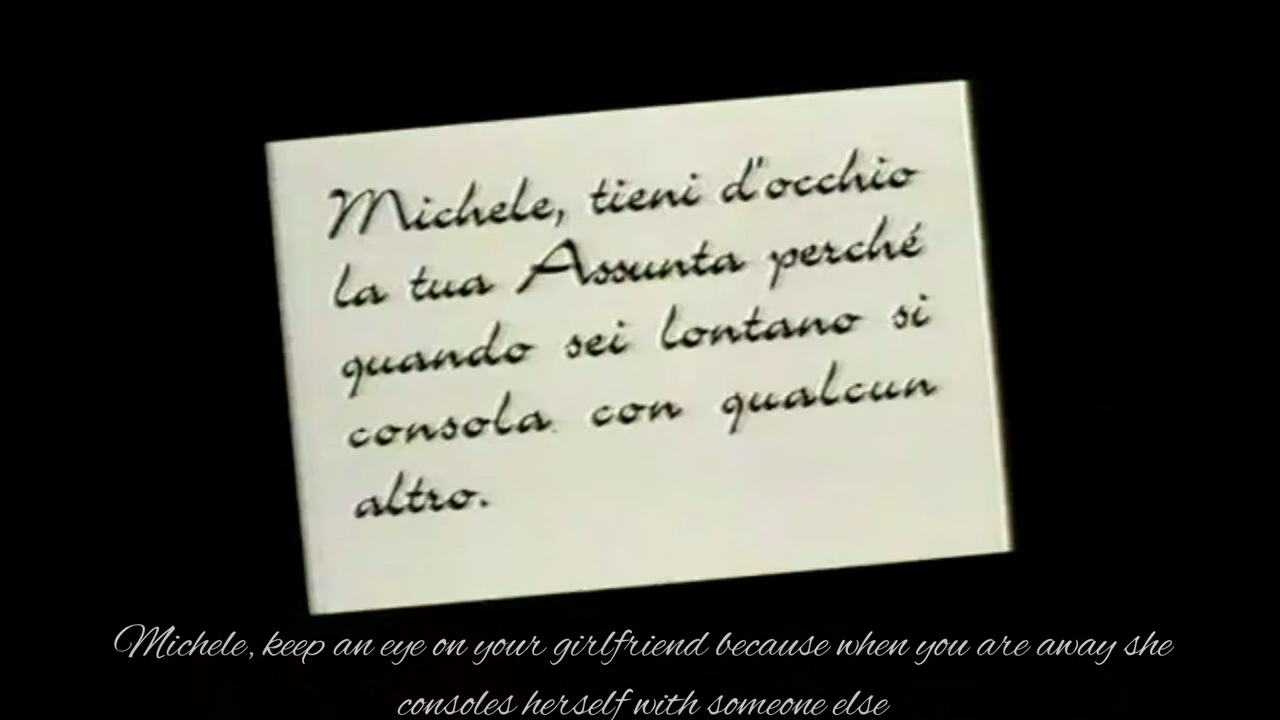 Michele, tieni d'occhio
la tua Assunta perché
quando sei lontano si
consola con qualcun
altro.
Michele, keep an eye on your girlfriend because when you are away she
consoles herself with someone else